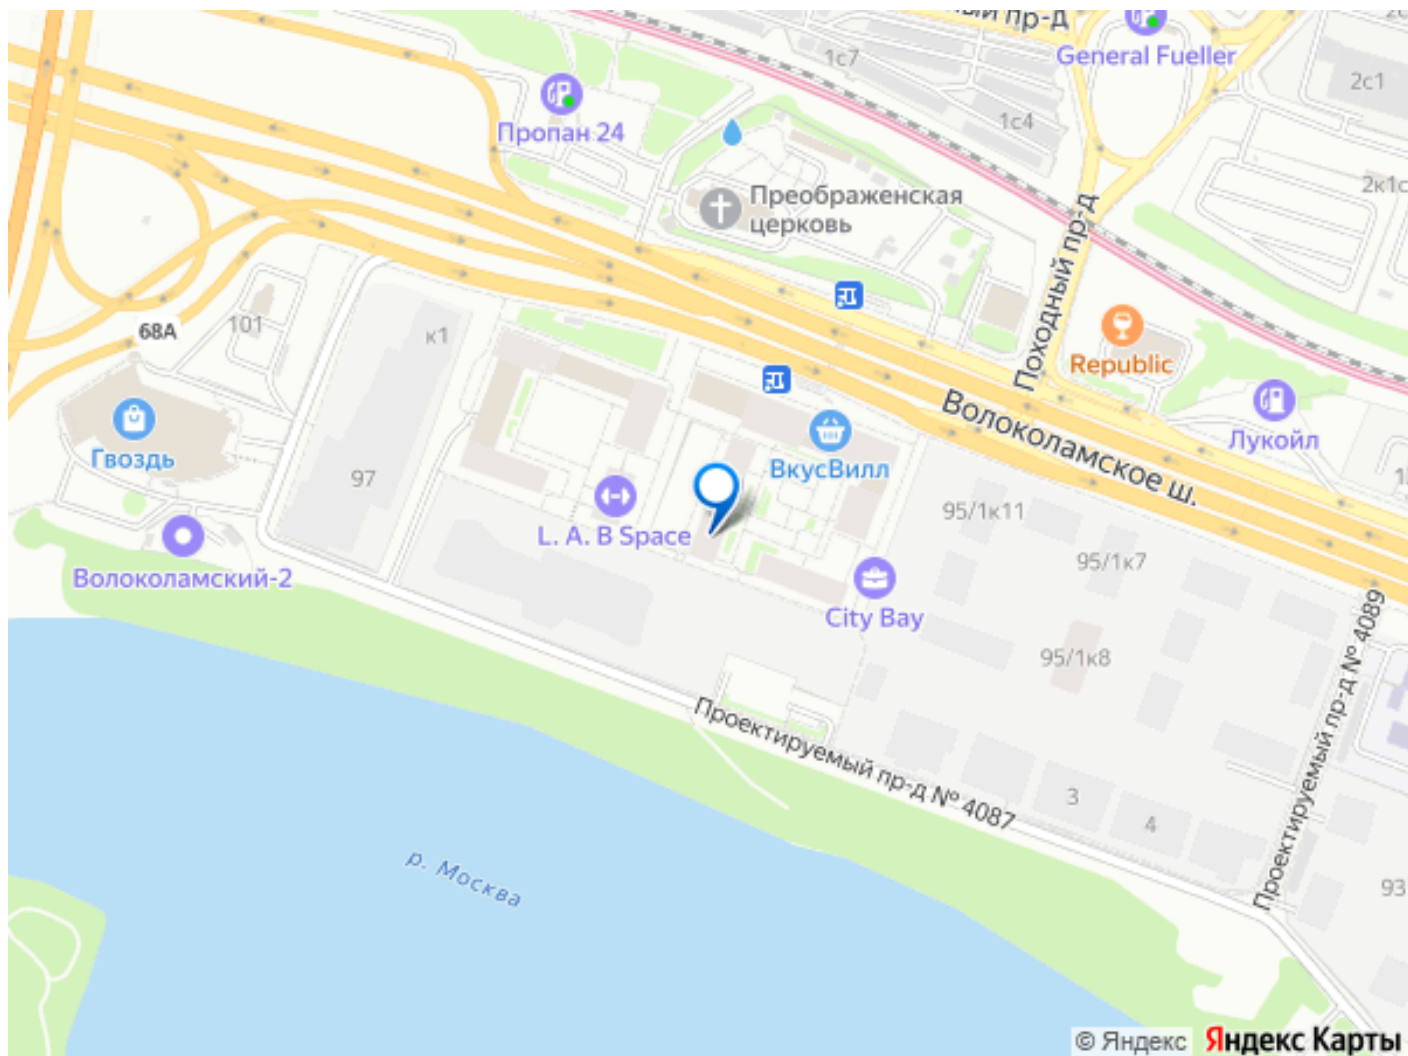 ный пр-д
General Fueller
1с7
2с1
1с4
Пропан 24
2к1с
Преображенская
церковь
Походный пр-д
68А
101
к1
Republic
Волоколамское ш.
Лукойл
Гвоздь
ВкусВилл
97
95/1к11
L. A. B Space
95/1к7
Волоколамский-2
City Bay
95/1к8
Проектируемый пр-д № 4089
Проектируемый пр-д № 4087
3
4
р. Москва
93
© Яндекс Яндекс Карты